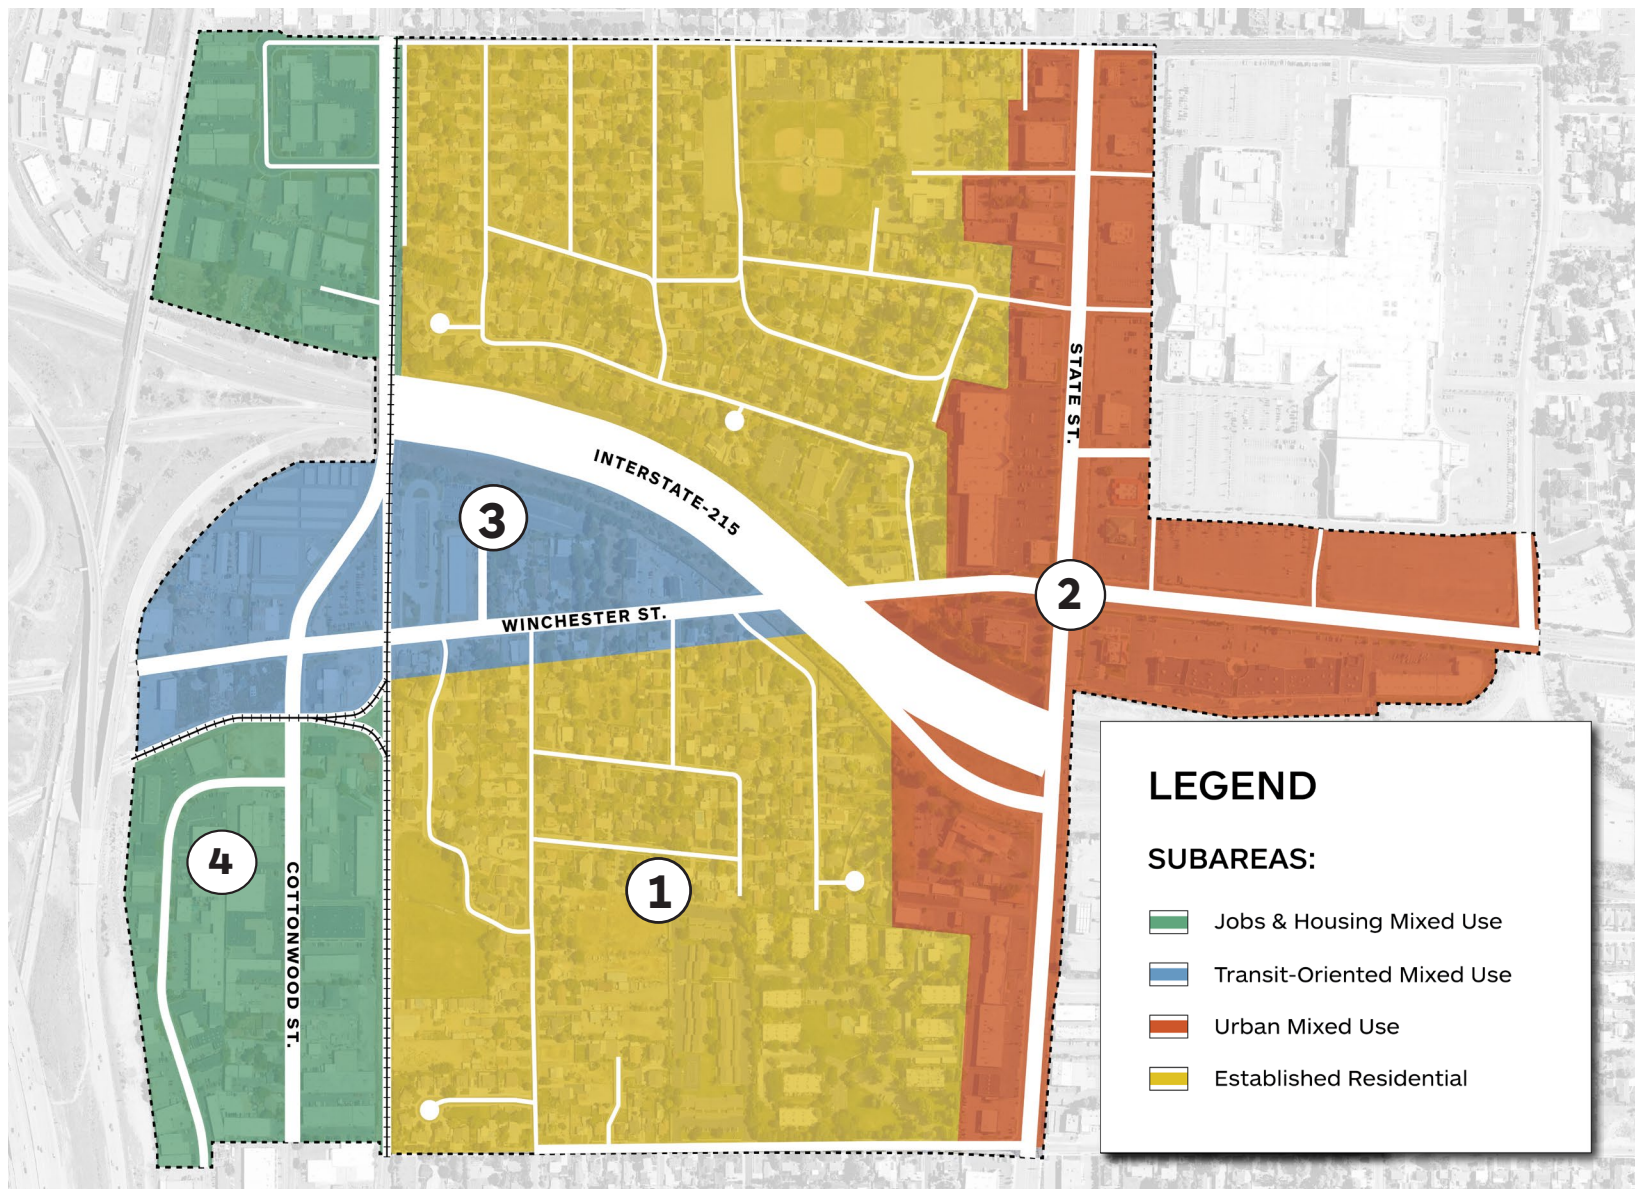 STATE ST.
INTERSTATE-215
3
2
WINCHESTER ST.
4
1
COTTONWOOD ST.
LEGEND
SUBAREAS:
Jobs & Housing Mixed Use
Transit-Oriented Mixed Use
Urban Mixed Use
Established Residential